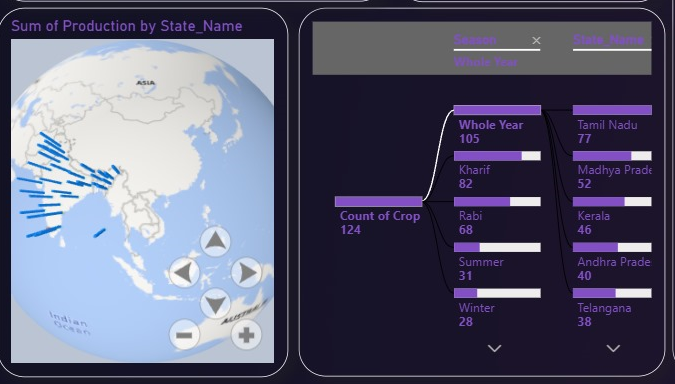 Sum of Production by State_Name
ASIA
Indian
Ocean
Season
State_Name
Whole Year
Count of Crop
124
Whole Year
105
Kharif
82
Rabi
68
Summer
31
Winter
28
Tamil Nadu
77
Madhya Prade
52
Kerala
46
Andhra Prade
40
Telangana
38